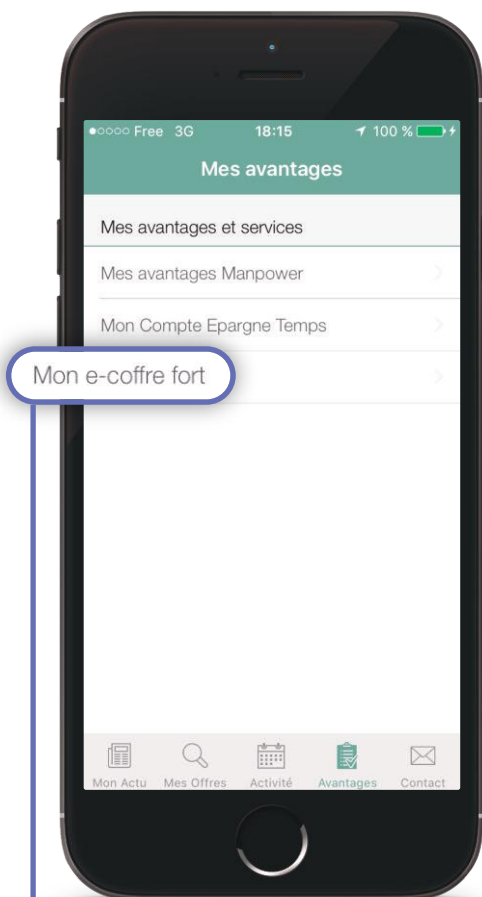 Free 3G 18:15 100 %
Mes avantages
Mes avantages et services
Mes avantages Manpower
Mon Compte Epargne Temps
Mon e-coffre fort
Mon Actu Mes Offres Activité Avantages Contact